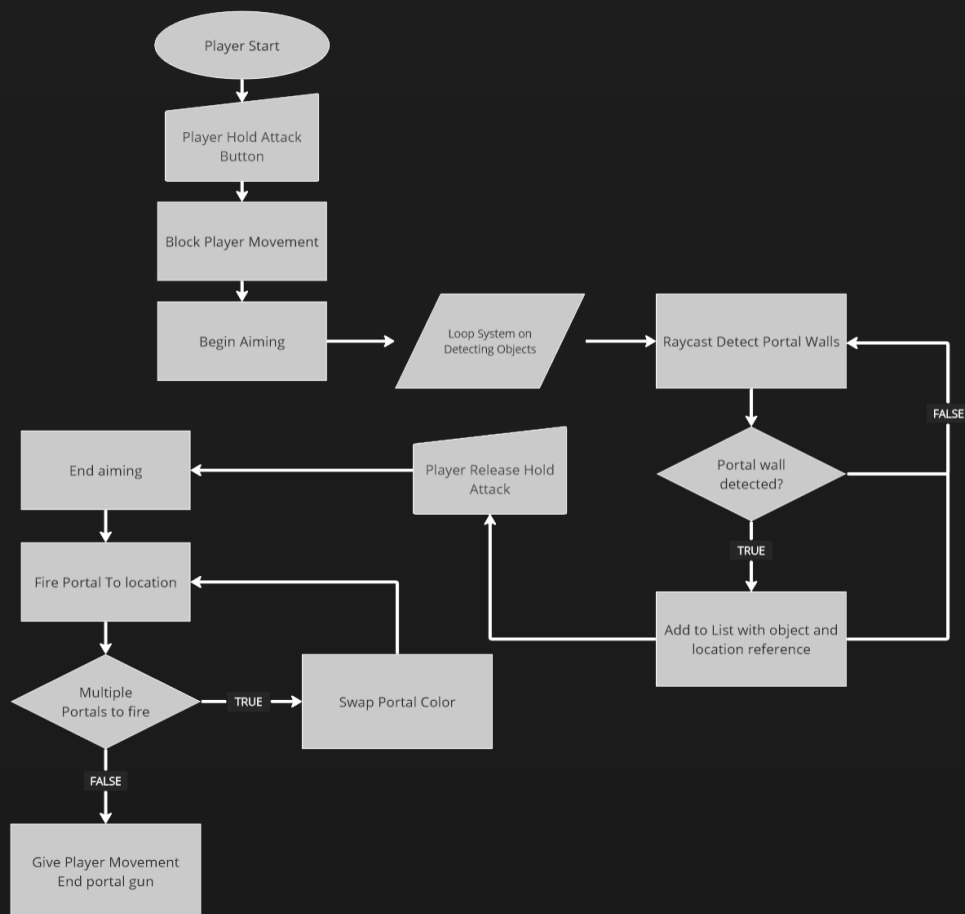 Player Start
Player Hold Attack
Button
Block Player Movement
Begin Aiming
Loop System on
Detecting Objects
Raycast Detect Portal Walls
FALSE
Portal wall
detected?
TRUE
Add to List with object and
location reference
Player Release Hold
Attack
End aiming
Fire Portal To location
Multiple
Portals to fire
TRUE
Swap Portal Color
FALSE
Give Player Movement
End portal gun